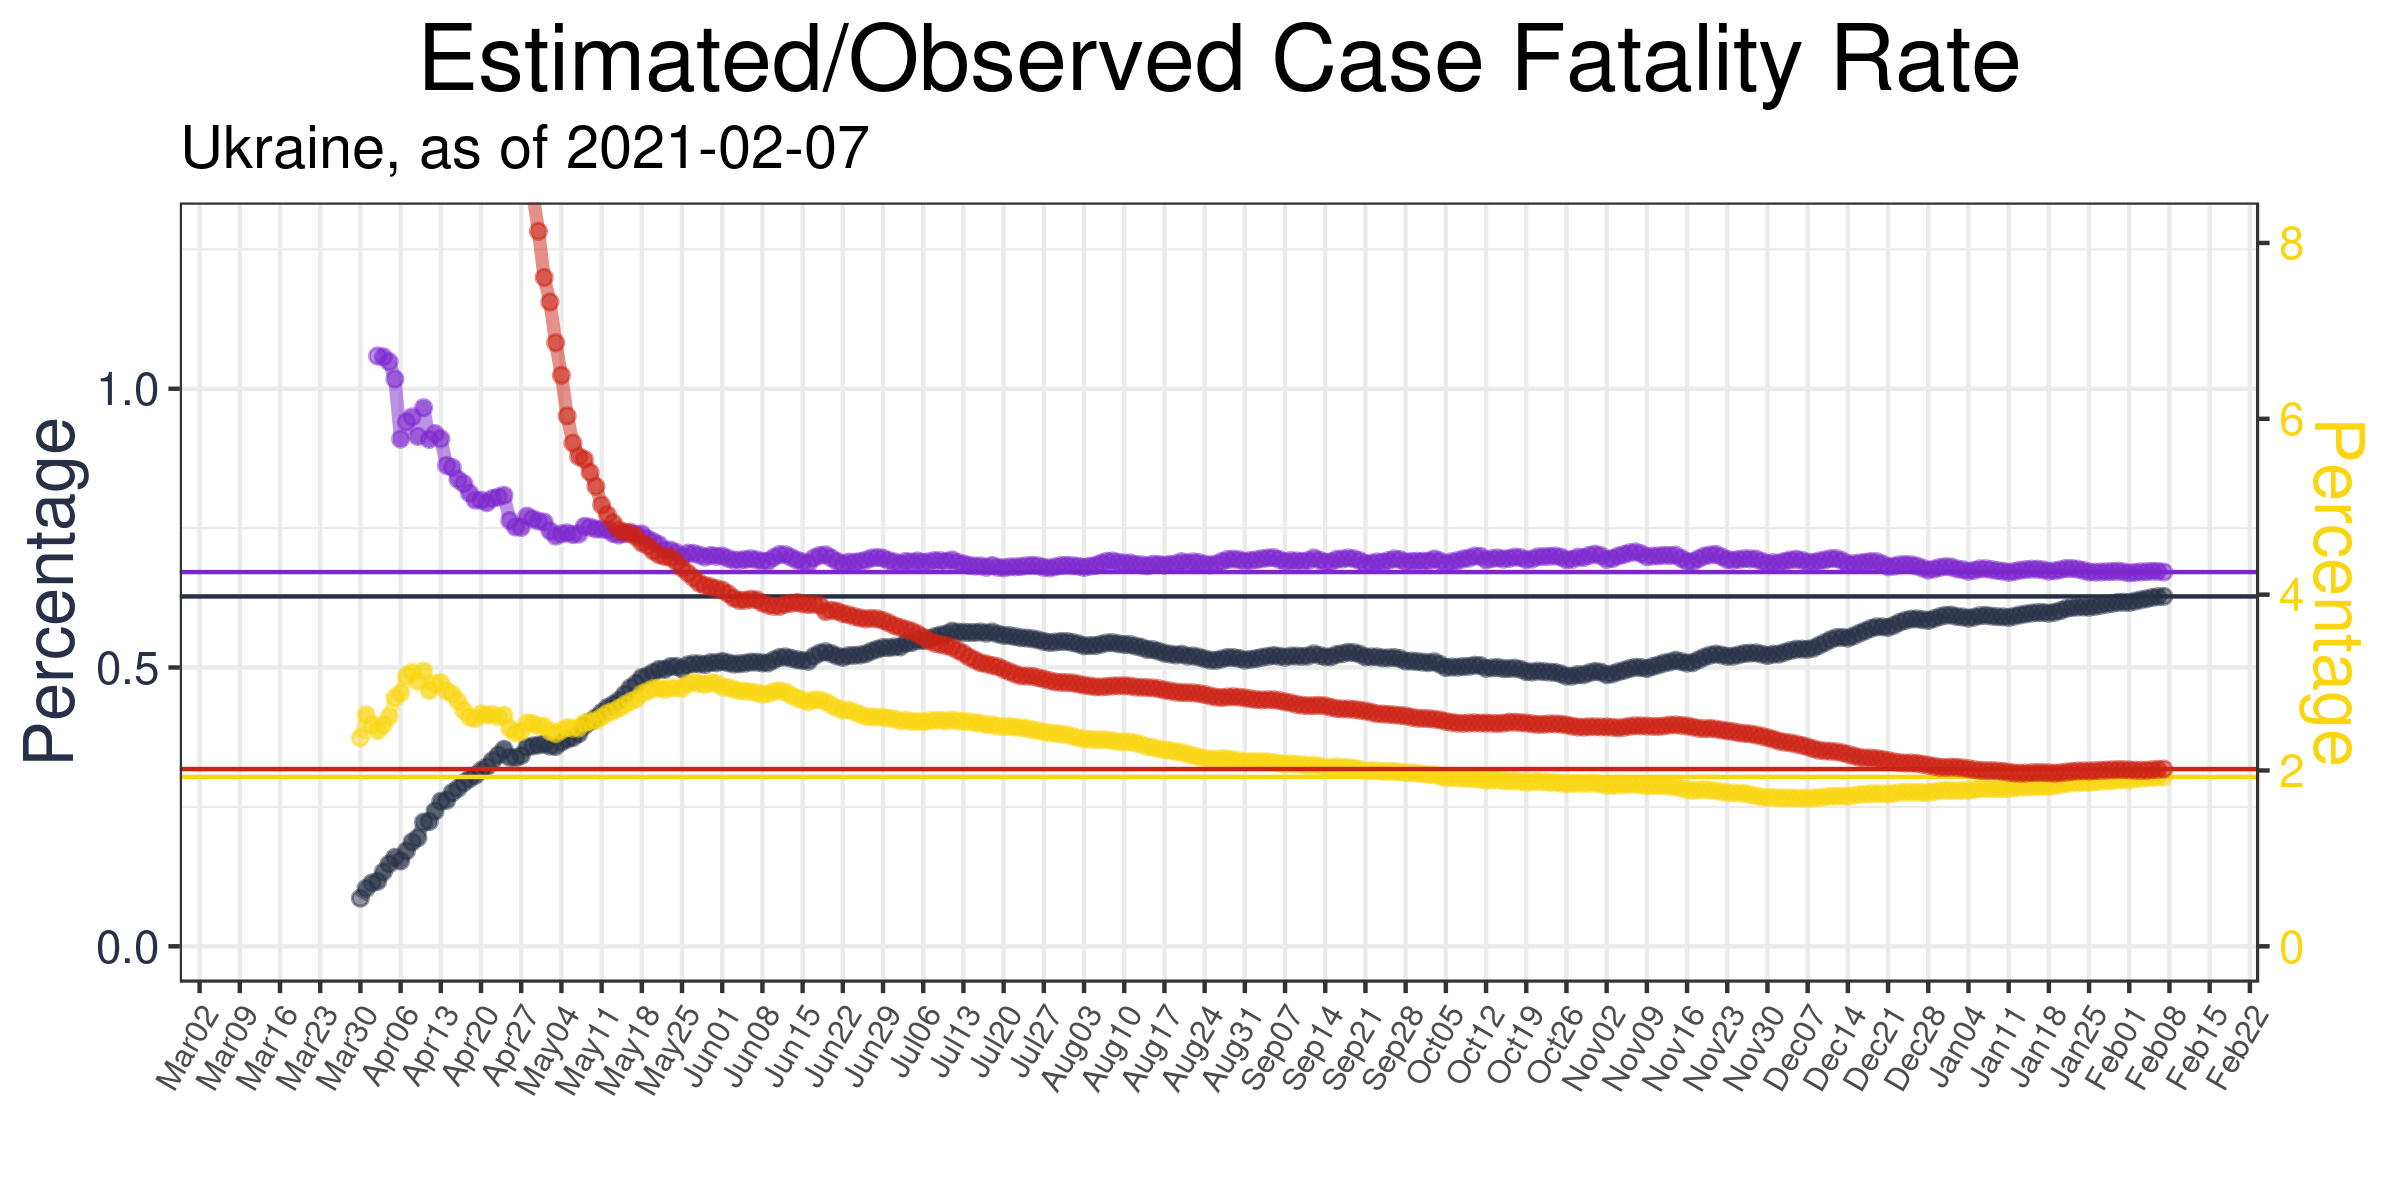 Estimated/Observed Case Fatality Rate
Ukraine, as of 2021-02-07
Percentage
1.0
0.5
0.0
8
6
4
2
0
Percentage
Mar02 Mar09 Mar16 Mar23 Mar30 Apr06 Apr13 Apr20 Apr27 May04 May11 May18 May25 Jun01 Jun08 Jun15 Jun22 Jun29 Jul06 Jul13 Jul20 Jul27 Aug03 Aug10 Aug17 Aug24 Aug31 Sep07 Sep14 Sep21 Sep28 Oct05 Oct12 Oct19 Oct26 Nov02 Nov09 Nov16 Nov23 Nov30 Dec07 Dec14 Dec21 Dec28 Jan04 Jan11 Jan18 Jan25 Feb01 Feb08 Feb15 Feb22